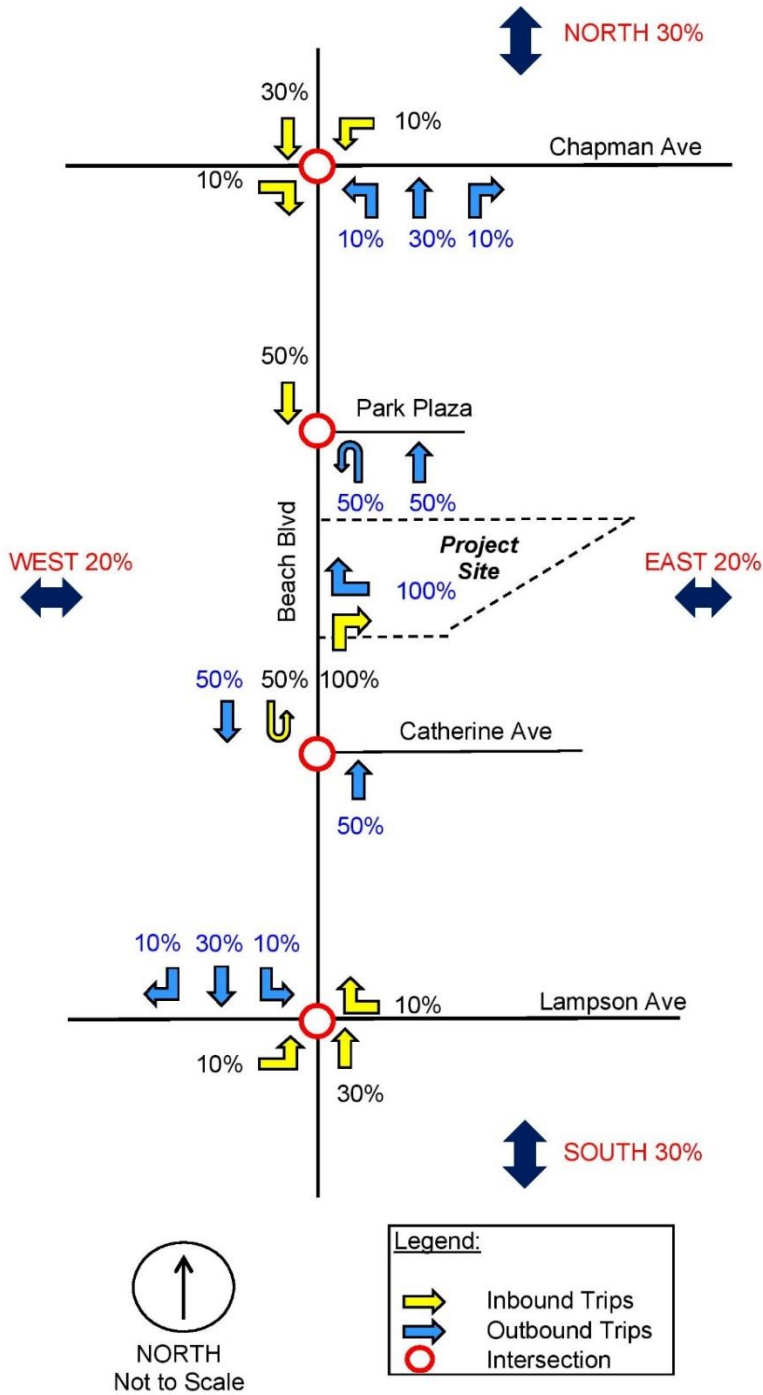 NORTH 30%
30%
10%
Chapman Ave
10%
10% 30% 10%
50%
Park Plaza
50% 50%
Beach Blvd
Project
Site
WEST 20%
EAST 20%
100%
50% 50% 100%
Catherine Ave
50%
10% 30% 10%
10%
Lampson Ave
10%
30%
SOUTH 30%
Legend:
Inbound Trips
Outbound Trips
Intersection
NORTH
Not to Scale